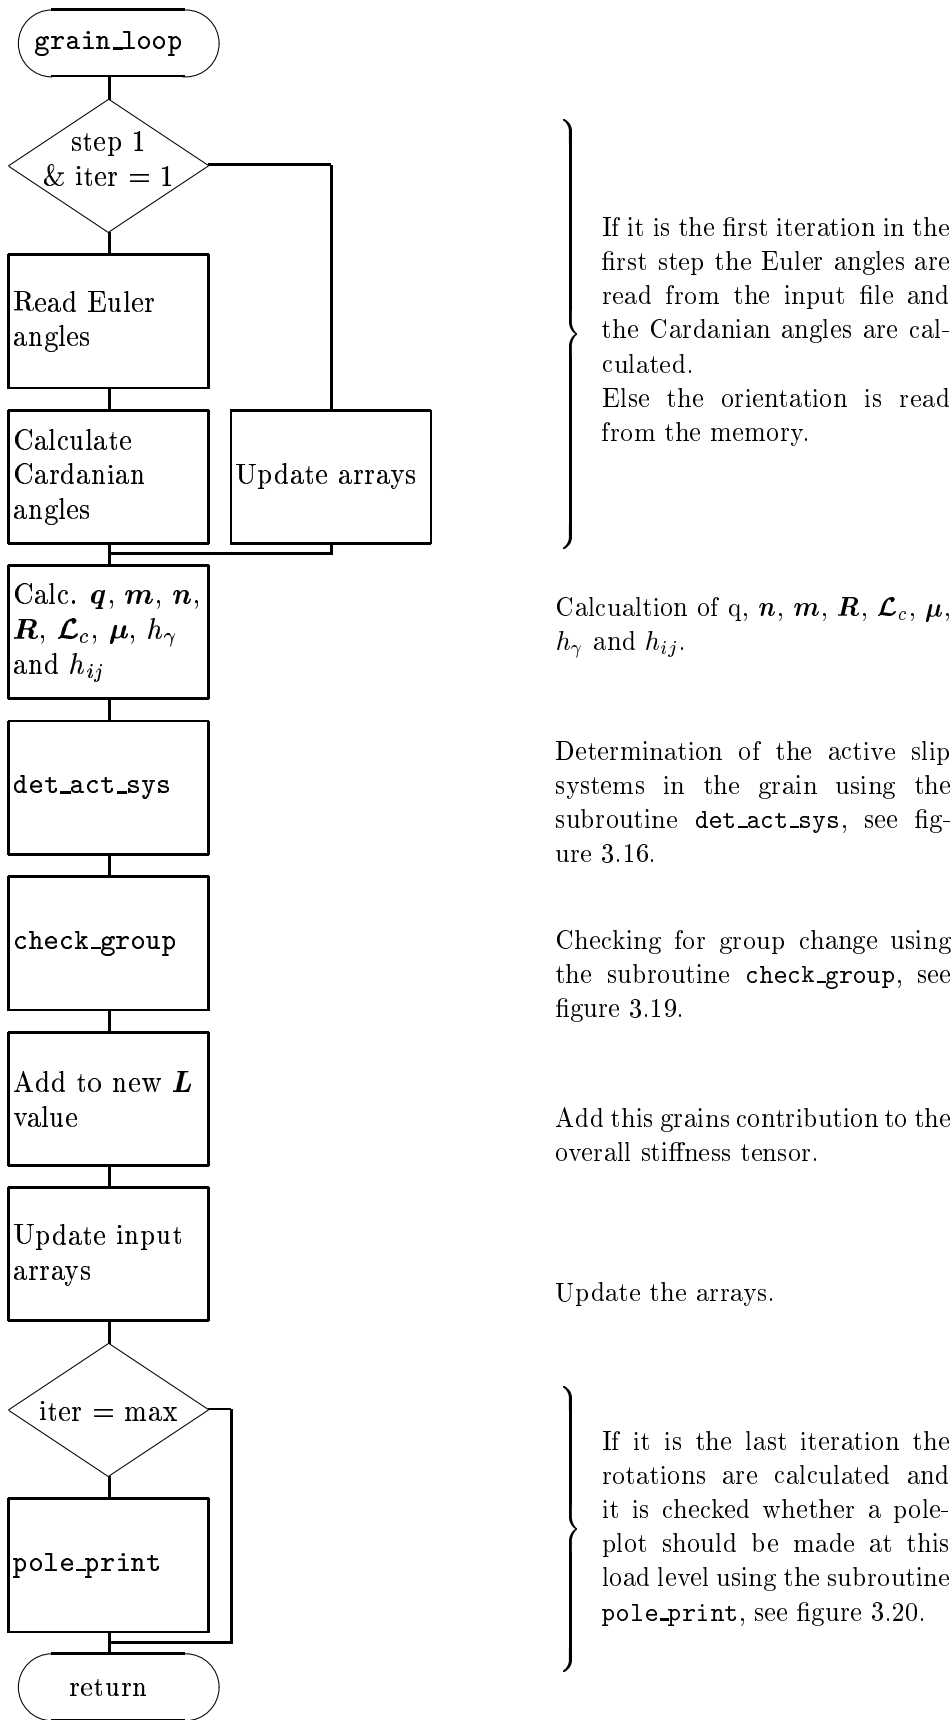 grain_loop
step 1
& iter = 1
If it is the first iteration in the
first step the Euler angles are
read from the input file and
the Cardanian angles are cal-
culated.
Else the orientation is read
from the memory.
Read Euler
angles
Calculate
Cardanian
angles
Update arrays
Calc. q, m, n,
R, 𝓛c, μ, hγ
and hij
Calcualtion of q, n, m, R, 𝓛c, μ,
hγ and hij.
det_act_sys
Determination of the active slip
systems in the grain using the
subroutine det_act_sys, see fig-
ure 3.16.
check_group
Checking for group change using
the subroutine check_group, see
figure 3.19.
Add to new L
value
Add this grains contribution to the
overall stiffness tensor.
Update input
arrays
Update the arrays.
iter = max
If it is the last iteration the
rotations are calculated and
it is checked whether a pole-
plot should be made at this
load level using the subroutine
pole_print, see figure 3.20.
pole_print
return